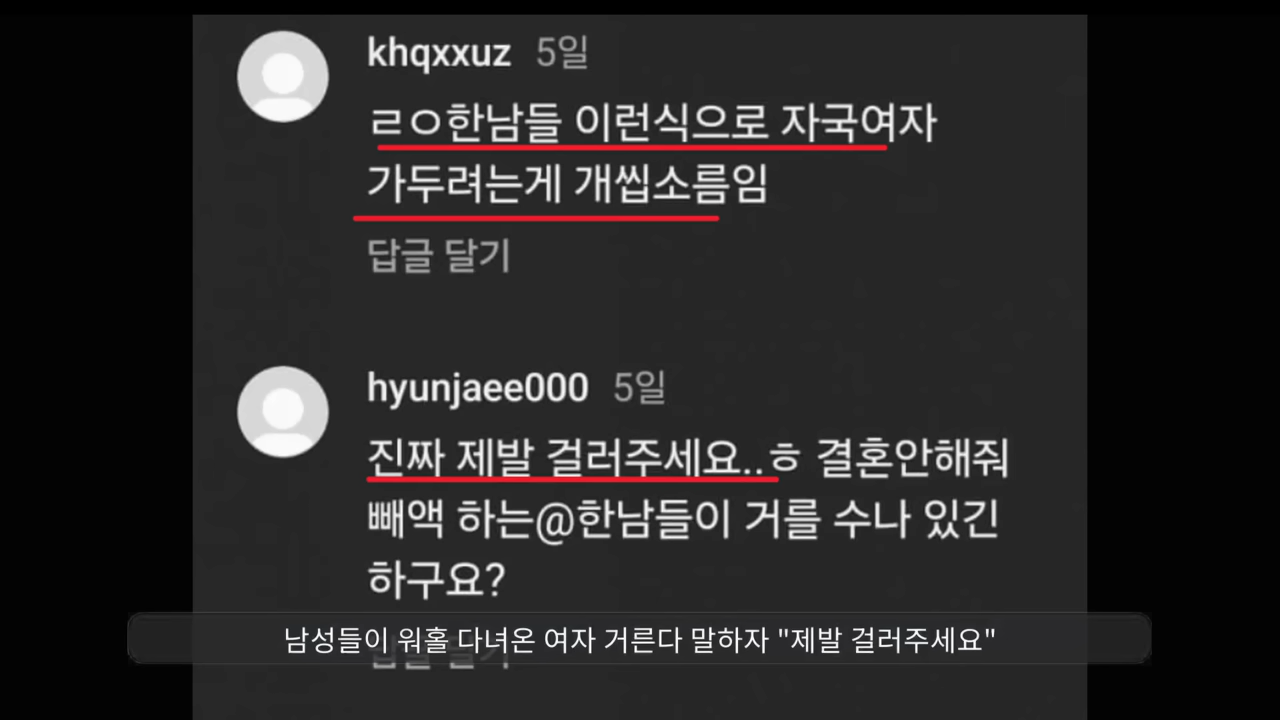 khqxxuz 5일
ㄹㅇ한남들 이런식으로 자국여자
가두려는게 개씹소름임
답글 달기
hyunjaee000 5일
진짜 제발 걸러주세요..ㅎ 결혼안해줘
빼액 하는@한남들이 거를 수나 있긴
하구요?
남성들이 워홀 다녀온 여자 거른다 말하자 "제발 걸러주세요"
답글 달기